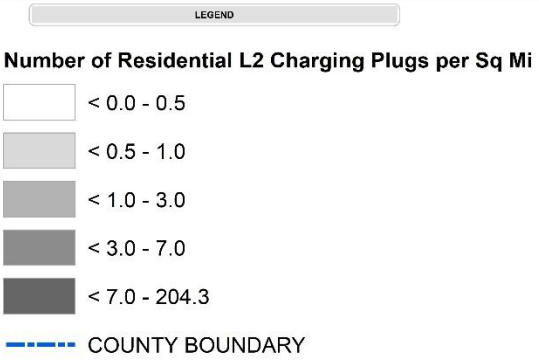 LEGEND
Number of Residential L2 Charging Plugs per Sq Mi
< 0.0 - 0.5
< 0.5 - 1.0
< 1.0 - 3.0
< 3.0 - 7.0
< 7.0 - 204.3
COUNTY BOUNDARY